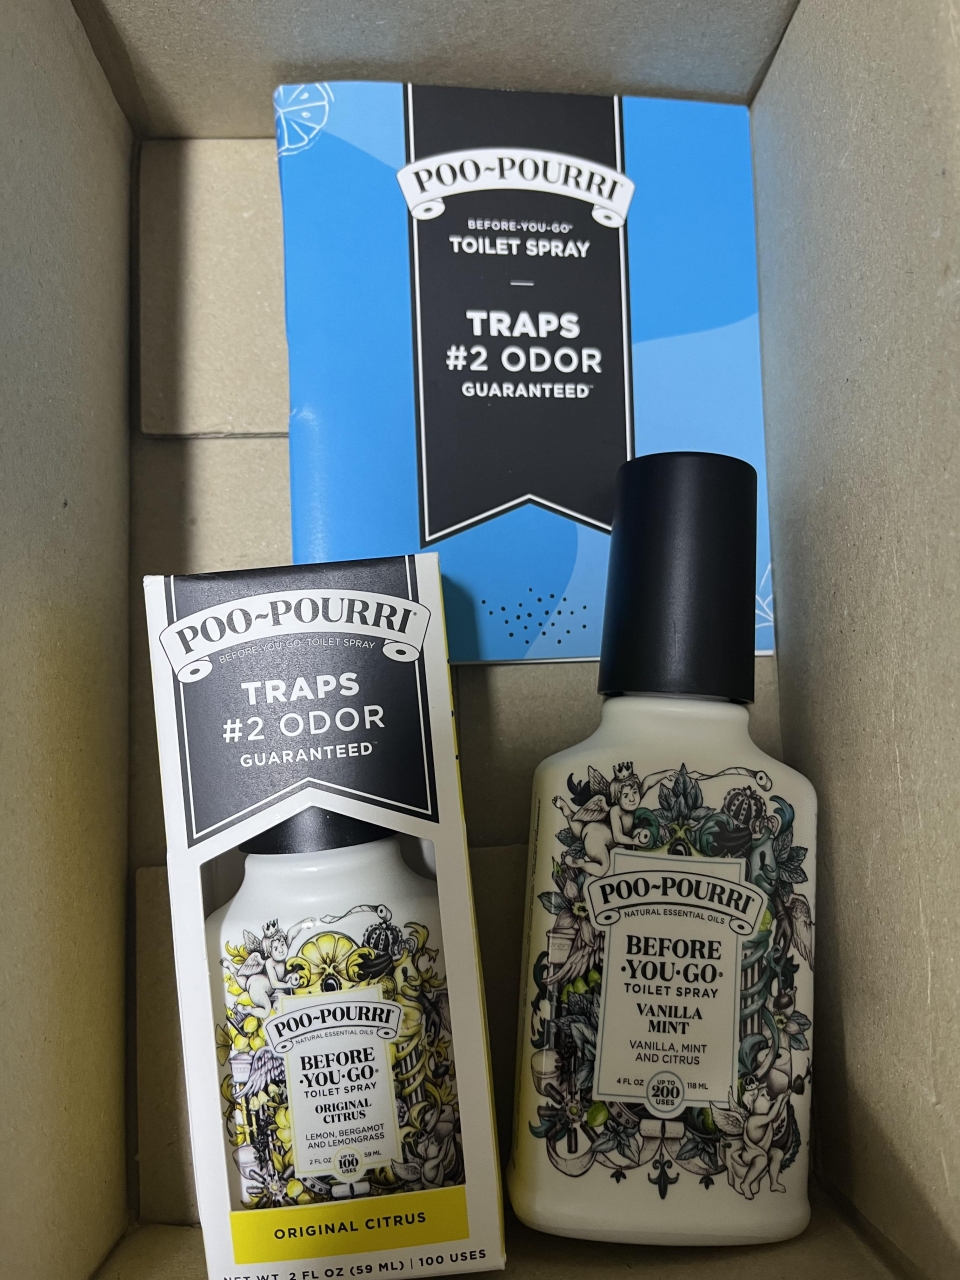 POO~POURRI
BEFORE-YOU-GO®
TOILET SPRAY
TRAPS
#2 ODOR
GUARANTEED™
POO~POURRI®
BEFORE-YOU-GO® TOILET SPRAY
TRAPS
#2 ODOR
GUARANTEED™
POO~POURRI®
NATURAL ESSENTIAL OILS
BEFORE
·YOU·GO®
TOILET SPRAY
ORIGINAL
CITRUS
LEMON, BERGAMOT
AND LEMONGRASS
2 FL OZ UP TO 100 USES 59 ML
ORIGINAL CITRUS
NET WT. 2 FL OZ (59 ML) | 100 USES
POO~POURRI®
NATURAL ESSENTIAL OILS
BEFORE
·YOU·GO®
TOILET SPRAY
VANILLA
MINT
VANILLA, MINT
AND CITRUS
4 FL OZ UP TO 200 USES 118 ML